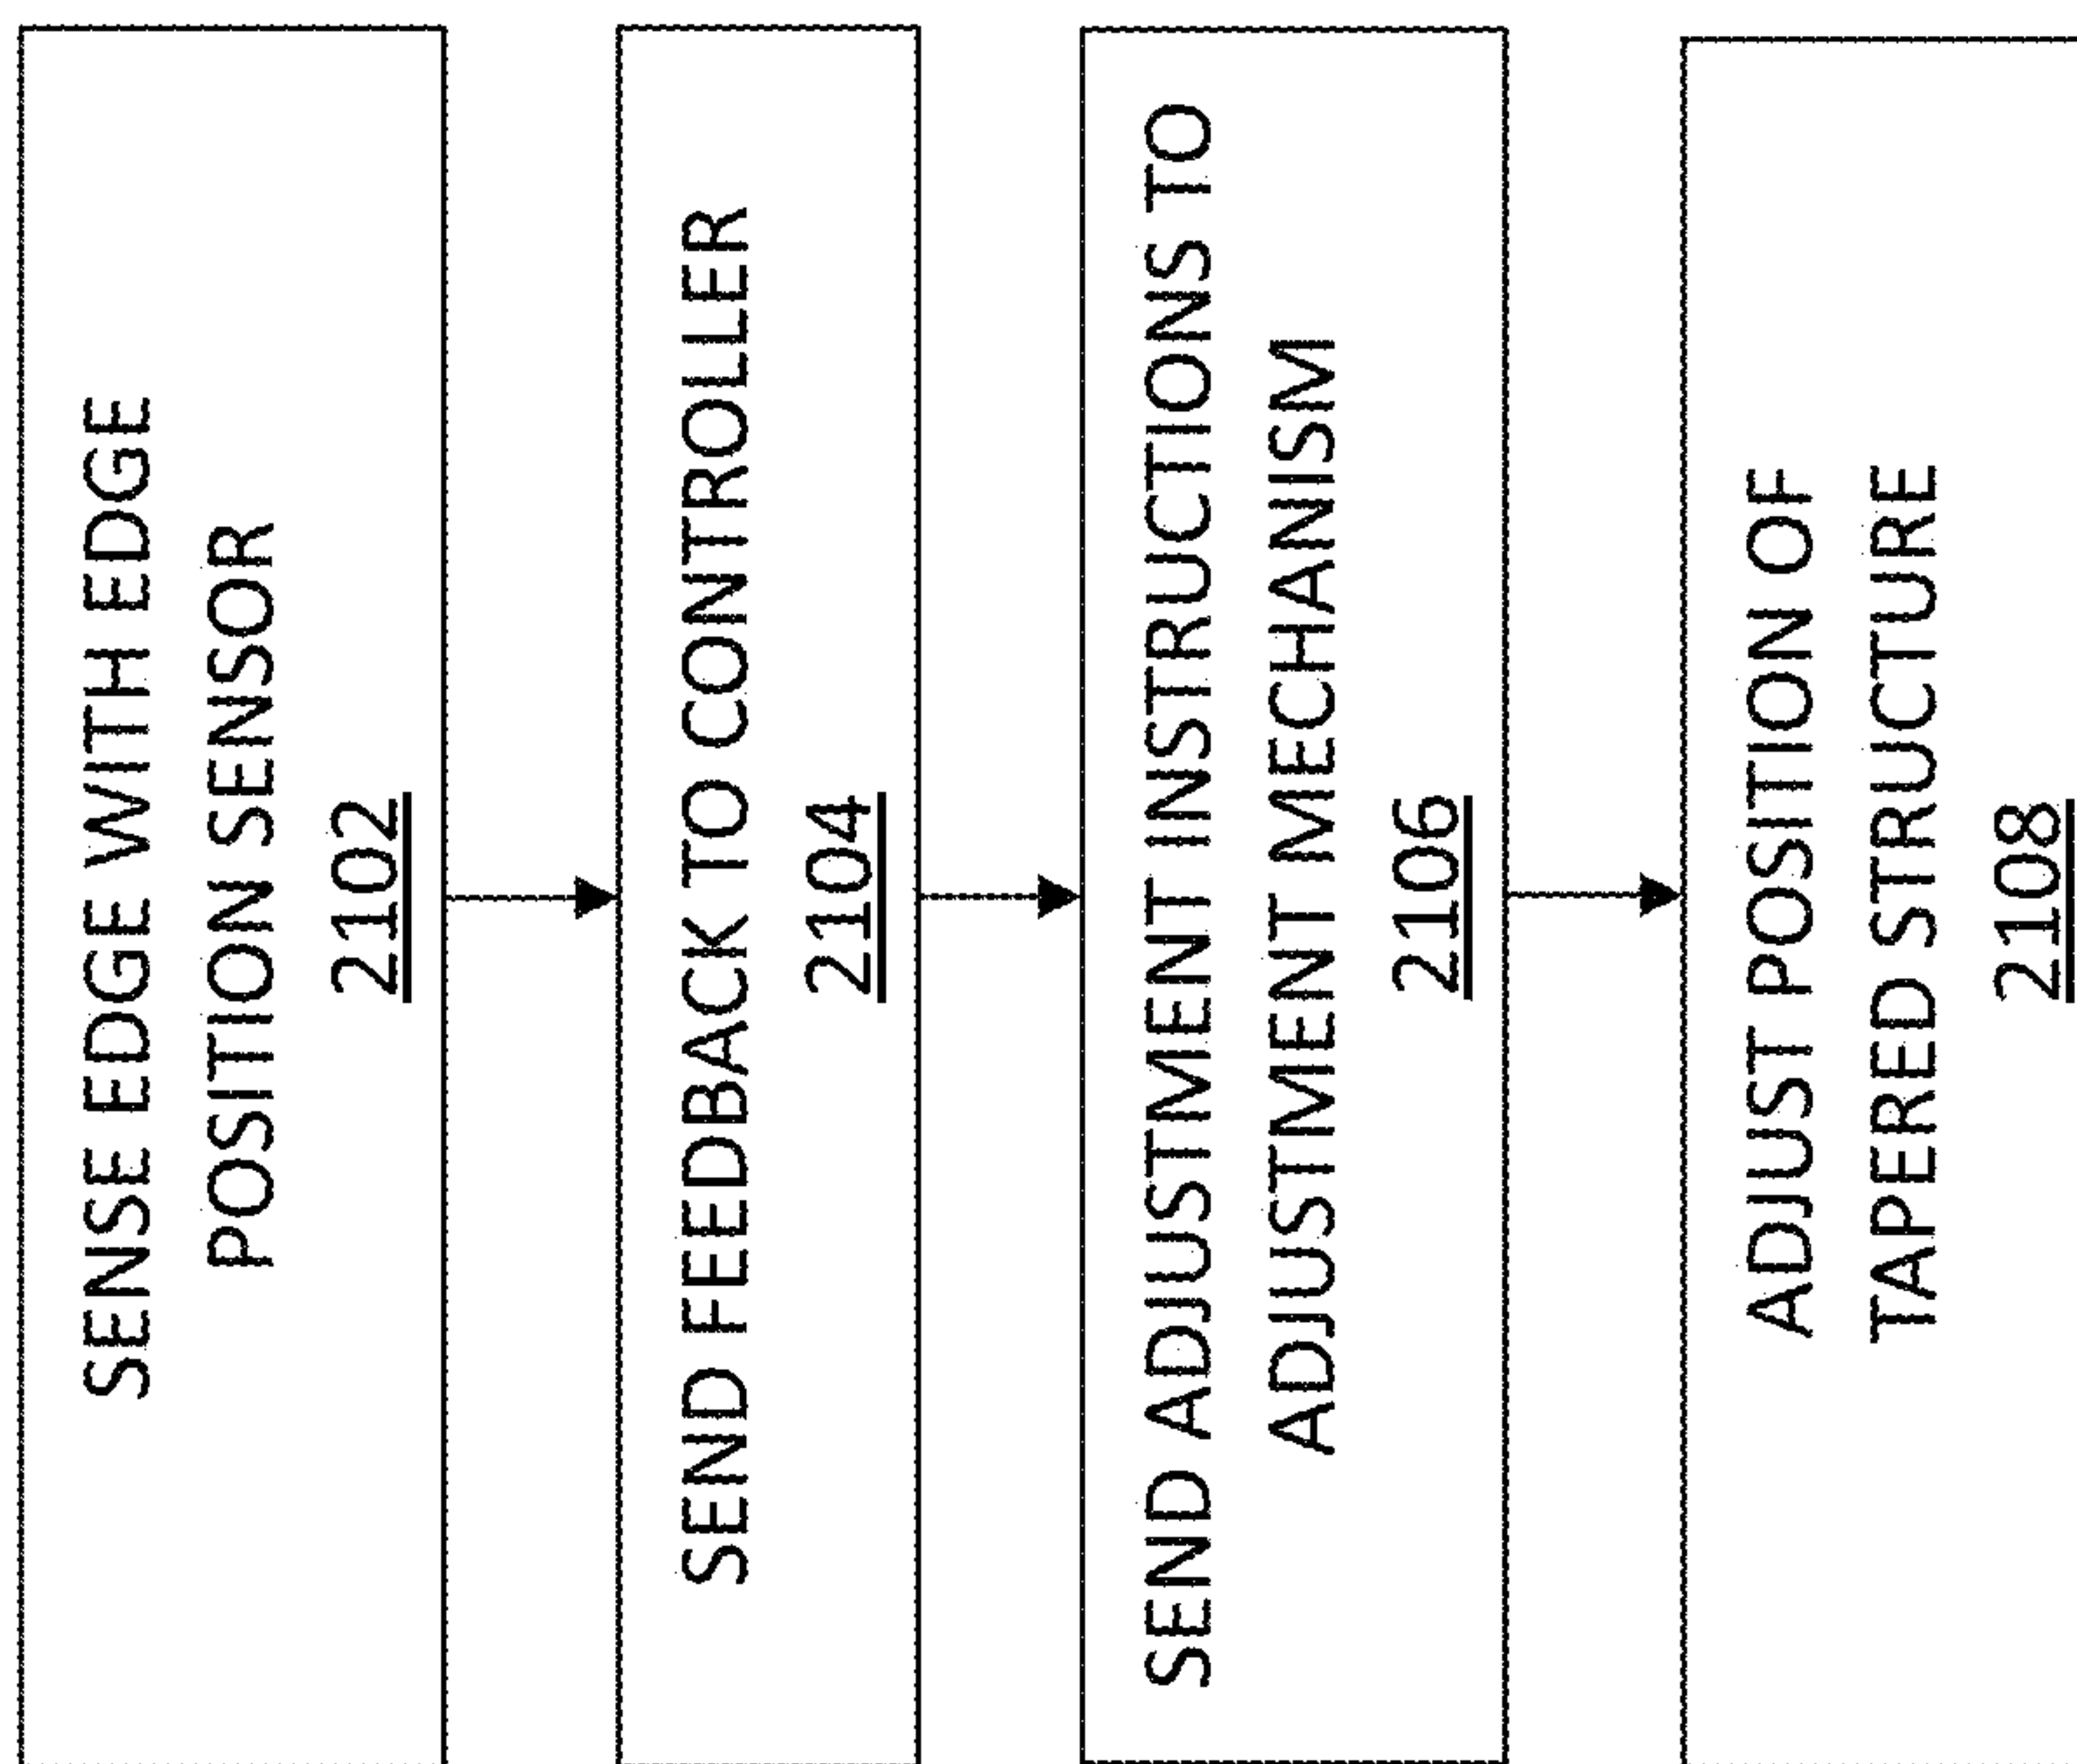 SENSE EDGE WITH EDGE
POSITION SENSOR
2102
SEND FEEDBACK TO CONTROLLER
2104
SEND ADJUSTMENT INSTRUCTIONS TO
ADJUSTMENT MECHANISM
2106
ADJUST POSITION OF
TAPERED STRUCTURE
2108